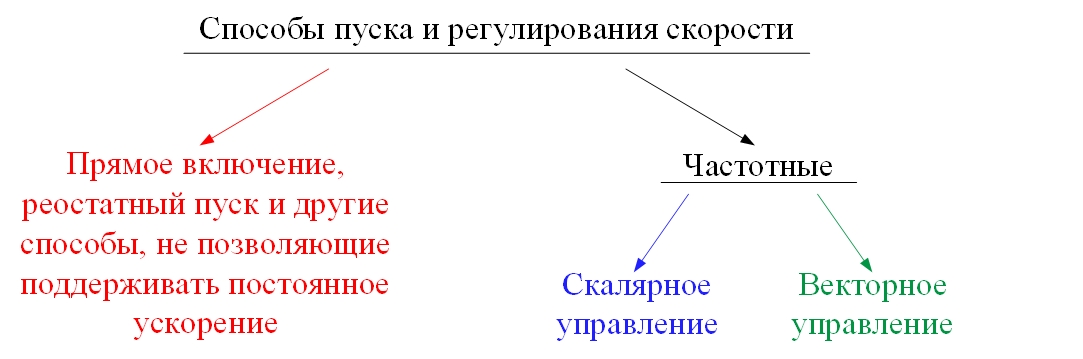 Способы пуска и регулирования скорости
Прямое включение,
реостатный пуск и другие
способы, не позволяющие
поддерживать постоянное
ускорение
Частотные
Скалярное
управление
Векторное
управление